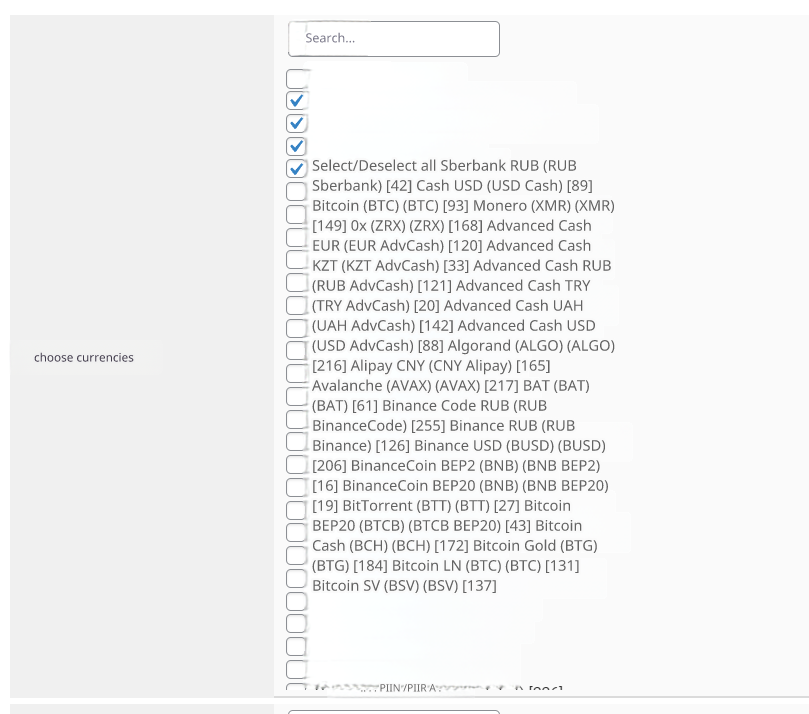 Search...
Select/Deselect all Sberbank RUB (RUB
Sberbank) [42] Cash USD (USD Cash) [89]
Bitcoin (BTC) (BTC) [93] Monero (XMR) (XMR)
[149] 0x (ZRX) (ZRX) [168] Advanced Cash
EUR (EUR AdvCash) [120] Advanced Cash
KZT (KZT AdvCash) [33] Advanced Cash RUB
(RUB AdvCash) [121] Advanced Cash TRY
(TRY AdvCash) [20] Advanced Cash UAH
(UAH AdvCash) [142] Advanced Cash USD
(USD AdvCash) [88] Algorand (ALGO) (ALGO)
[216] Alipay CNY (CNY Alipay) [165]
Avalanche (AVAX) (AVAX) [217] BAT (BAT)
(BAT) [61] Binance Code RUB (RUB
BinanceCode) [255] Binance RUB (RUB
Binance) [126] Binance USD (BUSD) (BUSD)
[206] BinanceCoin BEP2 (BNB) (BNB BEP2)
[16] BinanceCoin BEP20 (BNB) (BNB BEP20)
[19] BitTorrent (BTT) (BTT) [27] Bitcoin
BEP20 (BTCB) (BTCB BEP20) [43] Bitcoin
Cash (BCH) (BCH) [172] Bitcoin Gold (BTG)
(BTG) [184] Bitcoin LN (BTC) (BTC) [131]
Bitcoin SV (BSV) (BSV) [137]
choose currencies